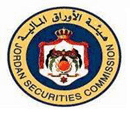 هيئة الأوراق المالية
JORDAN SECURITIES COMMISSION